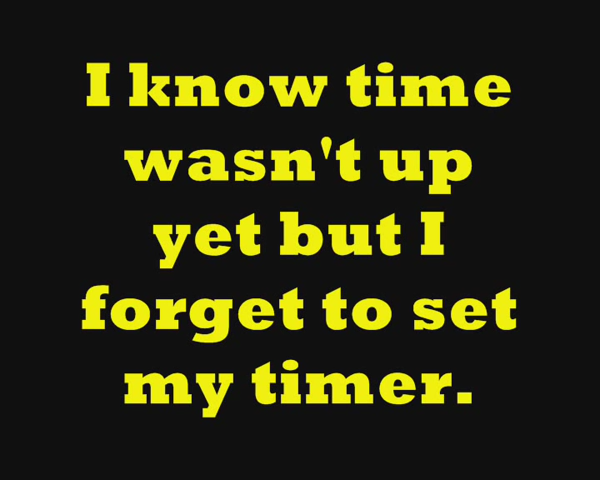 I know time
wasn't up
yet but I
forget to set
my timer.